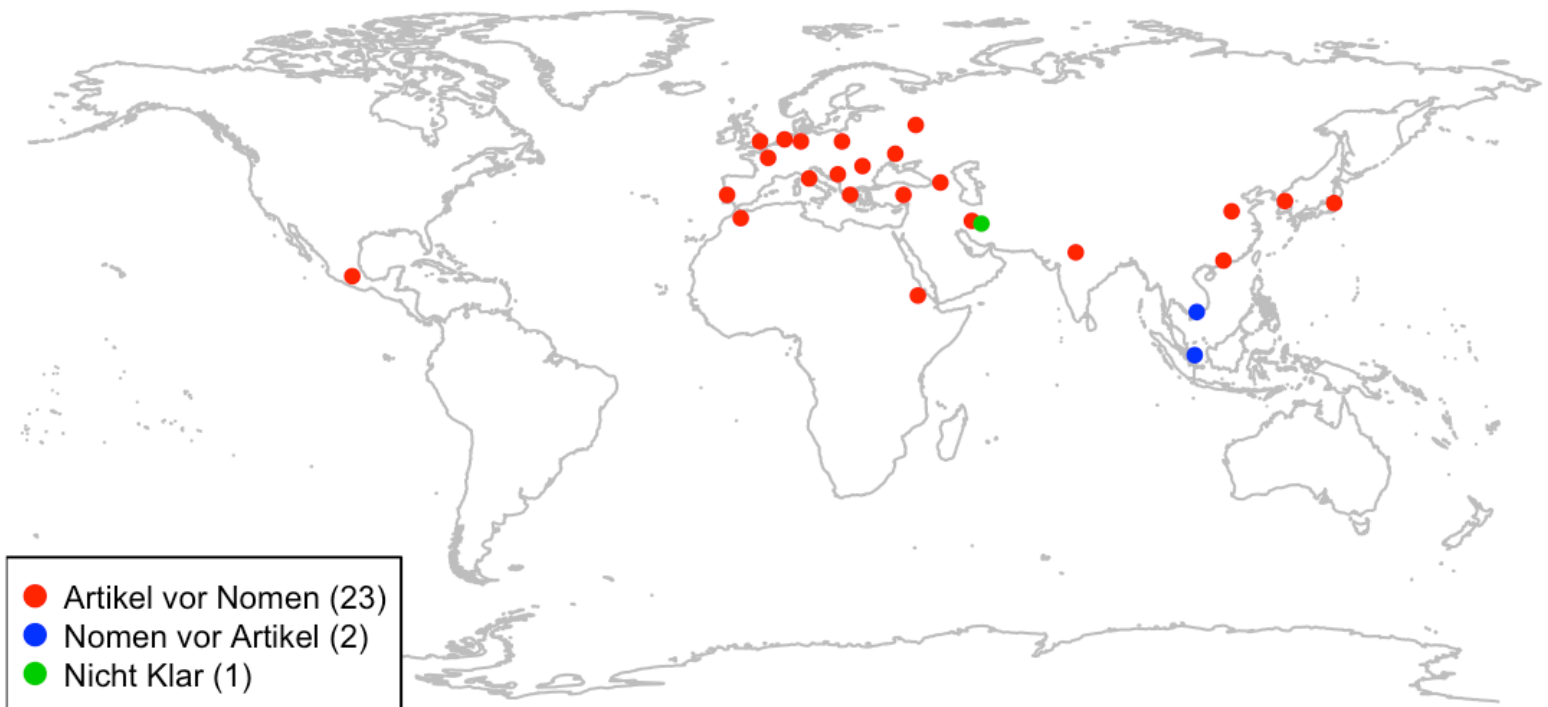 Artikel vor Nomen (23)
Nomen vor Artikel (2)
Nicht Klar (1)